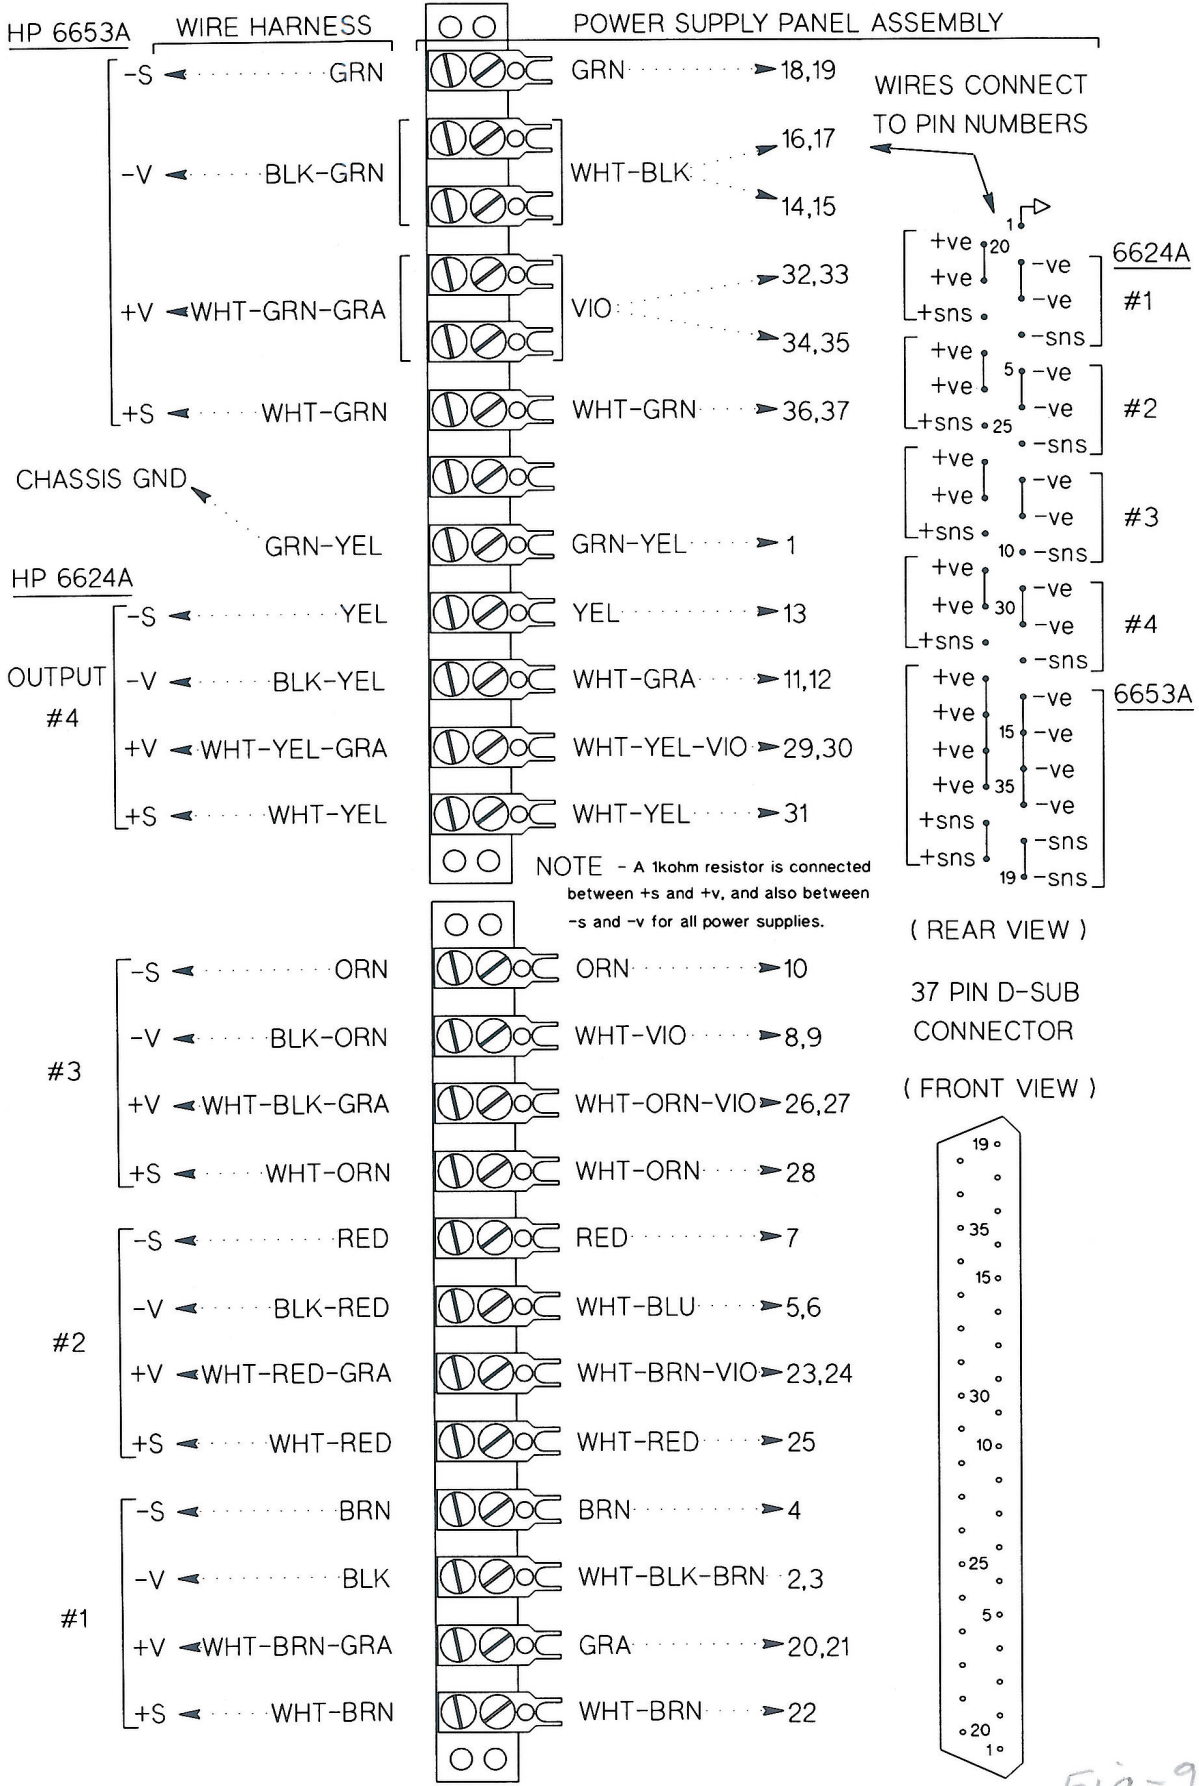 HP 6653A WIRE HARNESS POWER SUPPLY PANEL ASSEMBLY
-S GRN GRN 18,19
WIRES CONNECT
TO PIN NUMBERS
-V BLK-GRN WHT-BLK 16,17
14,15
+V WHT-GRN-GRA VIO 32,33
34,35
+S WHT-GRN WHT-GRN 36,37
CHASSIS GND
GRN-YEL GRN-YEL 1
HP 6624A
-S YEL YEL 13
OUTPUT
#4
-V BLK-YEL WHT-GRA 11,12
+V WHT-YEL-GRA WHT-YEL-VIO 29,30
+S WHT-YEL WHT-YEL 31
NOTE - A 1kohm resistor is connected
between +s and +v, and also between
-s and -v for all power supplies.
#3
-S ORN ORN 10
-V BLK-ORN WHT-VIO 8,9
+V WHT-BLK-GRA WHT-ORN-VIO 26,27
+S WHT-ORN WHT-ORN 28
#2
-S RED RED 7
-V BLK-RED WHT-BLU 5,6
+V WHT-RED-GRA WHT-BRN-VIO 23,24
+S WHT-RED WHT-RED 25
#1
-S BRN BRN 4
-V BLK WHT-BLK-BRN 2,3
+V WHT-BRN-GRA GRA 20,21
+S WHT-BRN WHT-BRN 22
1
+ve 20
6624A
-ve
+ve
-ve #1
+sns
-sns
+ve
5 -ve
+ve
-ve #2
+sns 25
-sns
+ve
-ve
+ve
-ve #3
+sns
10 -sns
+ve
-ve
+ve 30
-ve #4
+sns
-sns
+ve
6653A
-ve
+ve
15 -ve
+ve
-ve
+ve 35
-ve
+sns
-sns
+sns
19 -sns
( REAR VIEW )
37 PIN D-SUB
CONNECTOR
( FRONT VIEW )
19
35
15
30
10
25
5
20
1
Fig-9